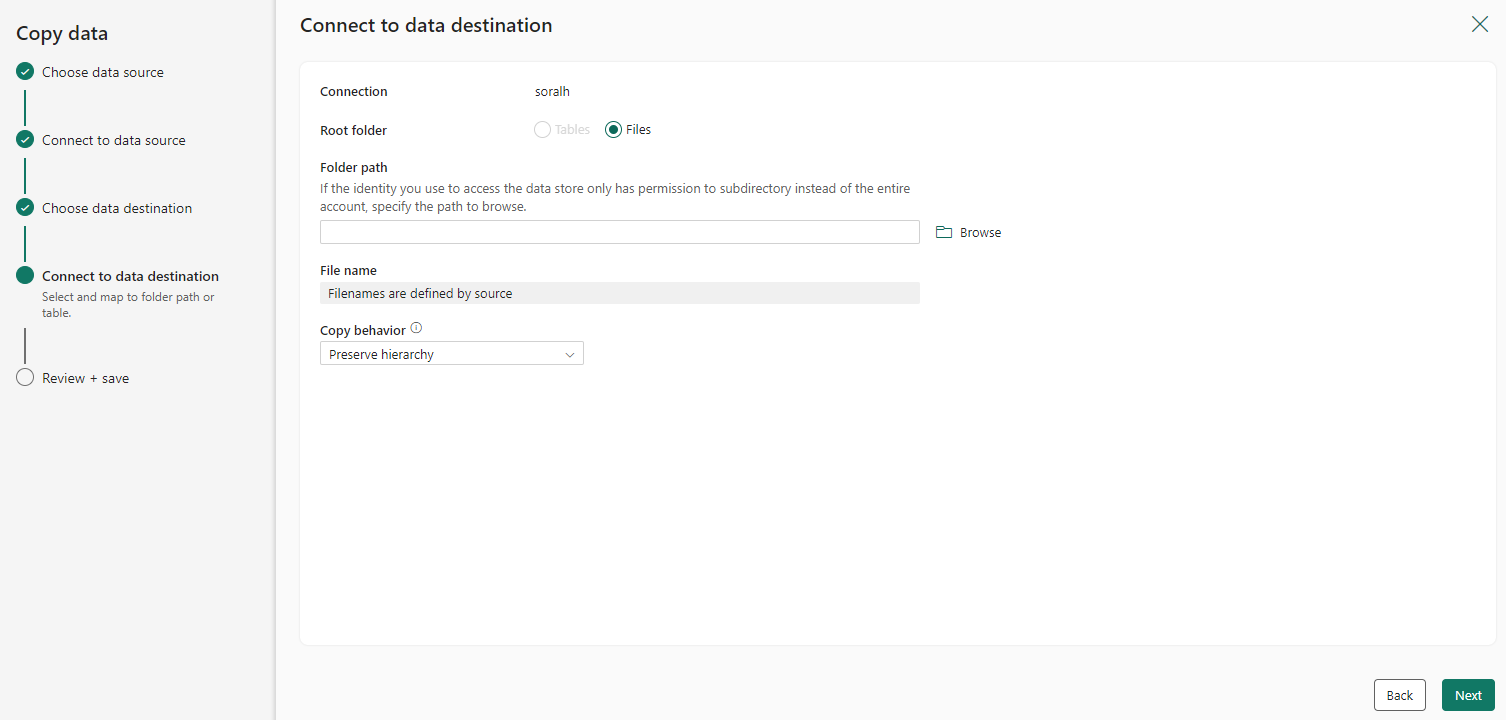 Copy data
Choose data source
Connect to data source
Choose data destination
Connect to data destination
Select and map to folder path or
table.
Review + save
Connect to data destination
Connection
soralh
Root folder
Tables
Files
Folder path
If the identity you use to access the data store only has permission to subdirectory instead of the entire
account, specify the path to browse.
Browse
File name
Filenames are defined by source
Copy behavior
Preserve hierarchy
Back
Next